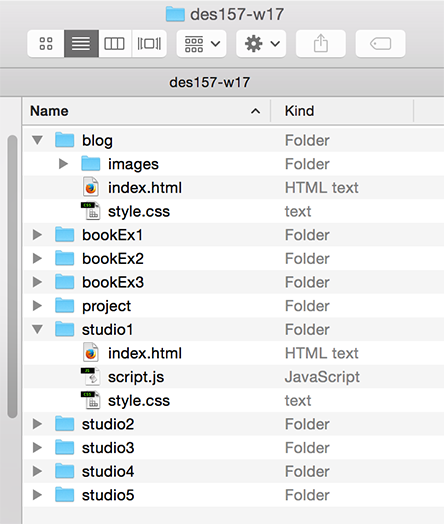 des157-w17
des157-w17
Name Kind
blog Folder
images Folder
index.html HTML text
style.css text
bookEx1 Folder
bookEx2 Folder
bookEx3 Folder
project Folder
studio1 Folder
index.html HTML text
script.js JavaScript
style.css text
studio2 Folder
studio3 Folder
studio4 Folder
studio5 Folder